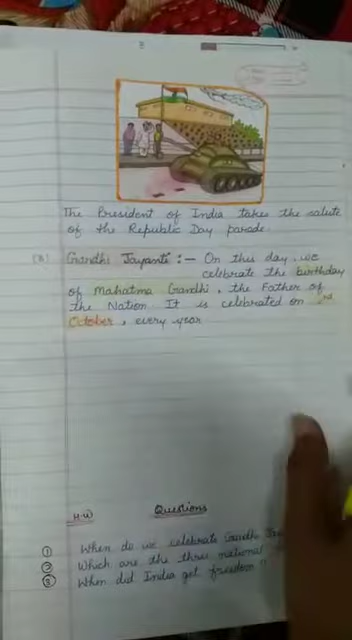 The President of India takes the salute
of the Republic Day parade.
(B) Gandhi Jayanti :- On this day, we
celebrate the birthday
of Mahatma Gandhi, the Father of
the Nation. It is celebrated on 2nd
October, every year
H.W Questions
① When do we celebrate Gandhi
② Which are the three national
③ When did India get freedom?